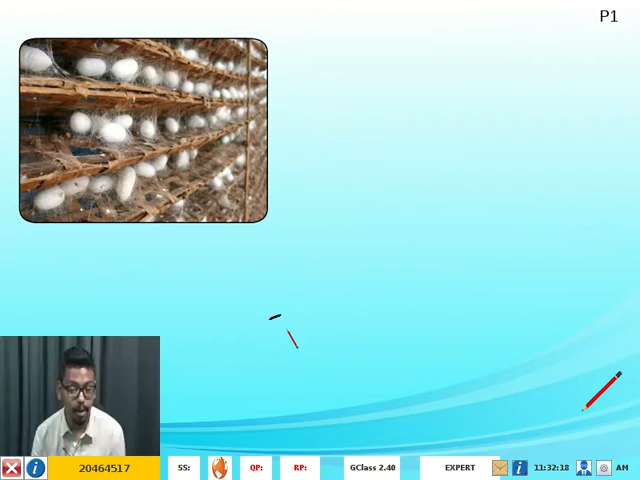 P1
20464517
SS:
QP:
RP:
GClass 2.40
EXPERT
11:32:18
AM